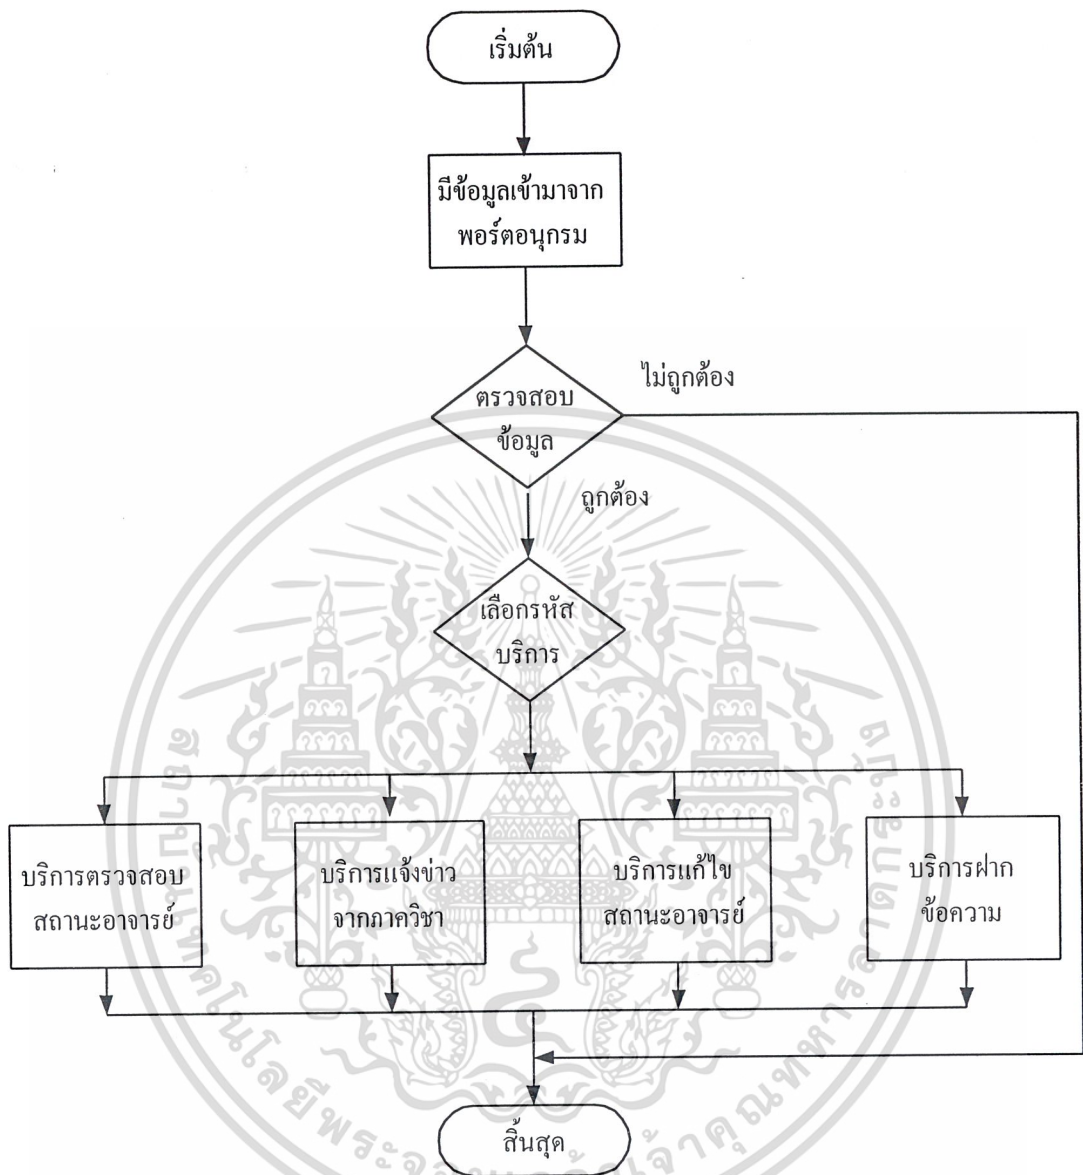 เริ่มต้น
มีข้อมูลเข้ามาจาก
พอร์ตอนุกรม
ตรวจสอบ
ข้อมูล
ไม่ถูกต้อง
ถูกต้อง
เลือกรหัส
บริการ
บริการตรวจสอบ
สถานะอาจารย์
บริการแจ้งข่าว
จากภาควิชา
บริการแก้ไข
สถานะอาจารย์
บริการฝาก
ข้อความ
สิ้นสุด